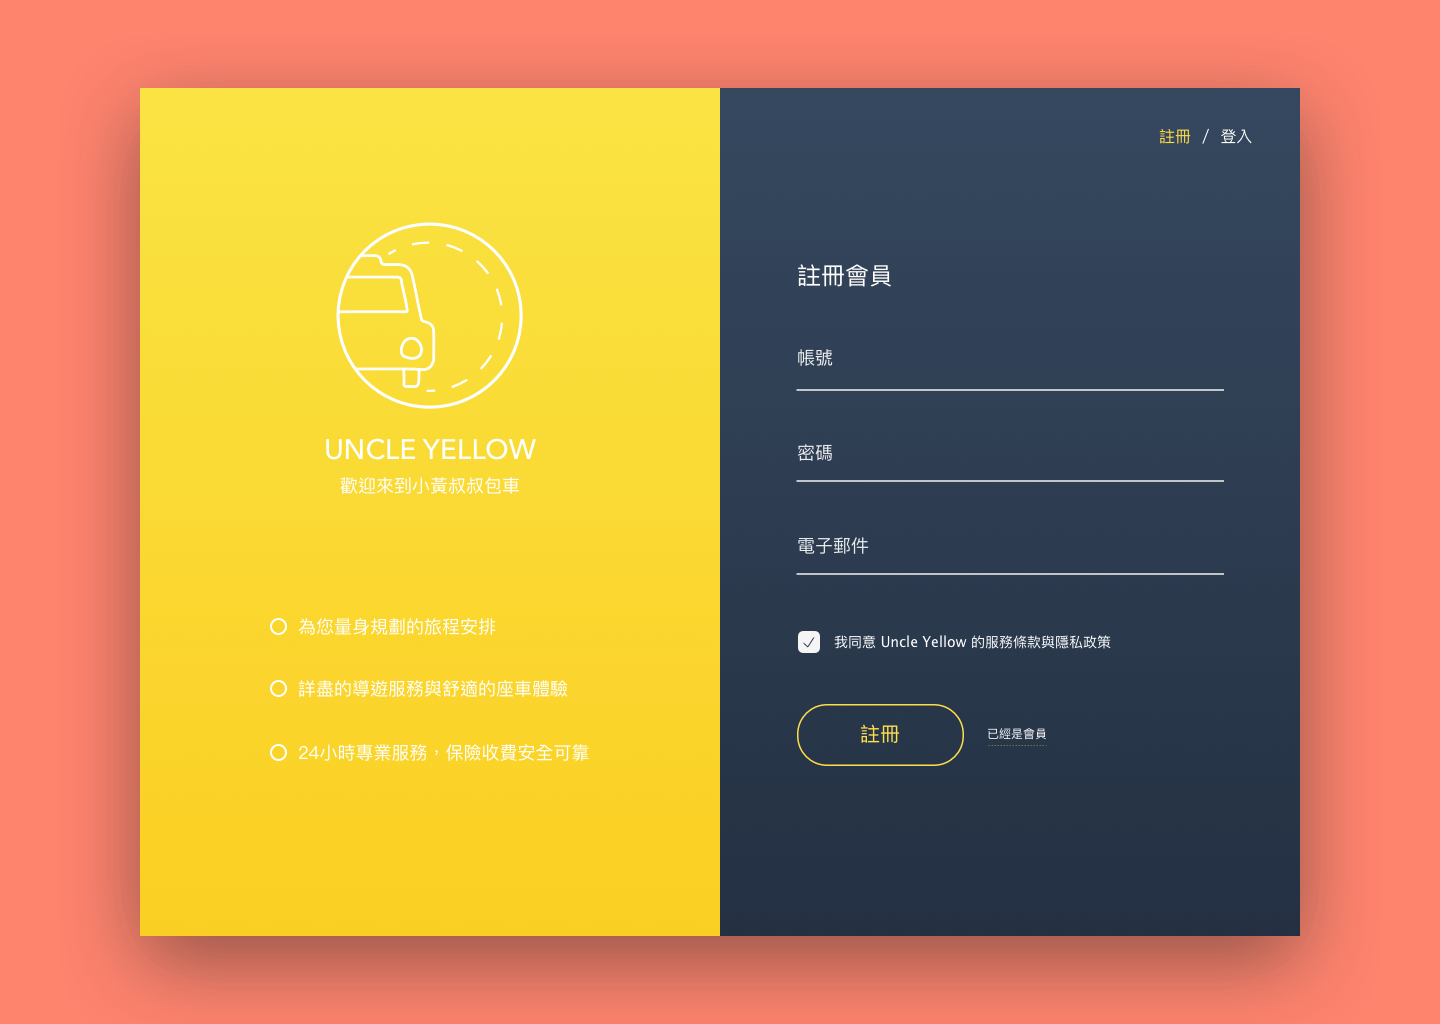 UNCLE YELLOW
歡迎來到小黃叔叔包車
為您量身規劃的旅程安排
詳盡的導遊服務與舒適的座車體驗
24小時專業服務，保險收費安全可靠
註冊 / 登入
註冊會員
帳號
密碼
電子郵件
我同意 Uncle Yellow 的服務條款與隱私政策
註冊
已經是會員